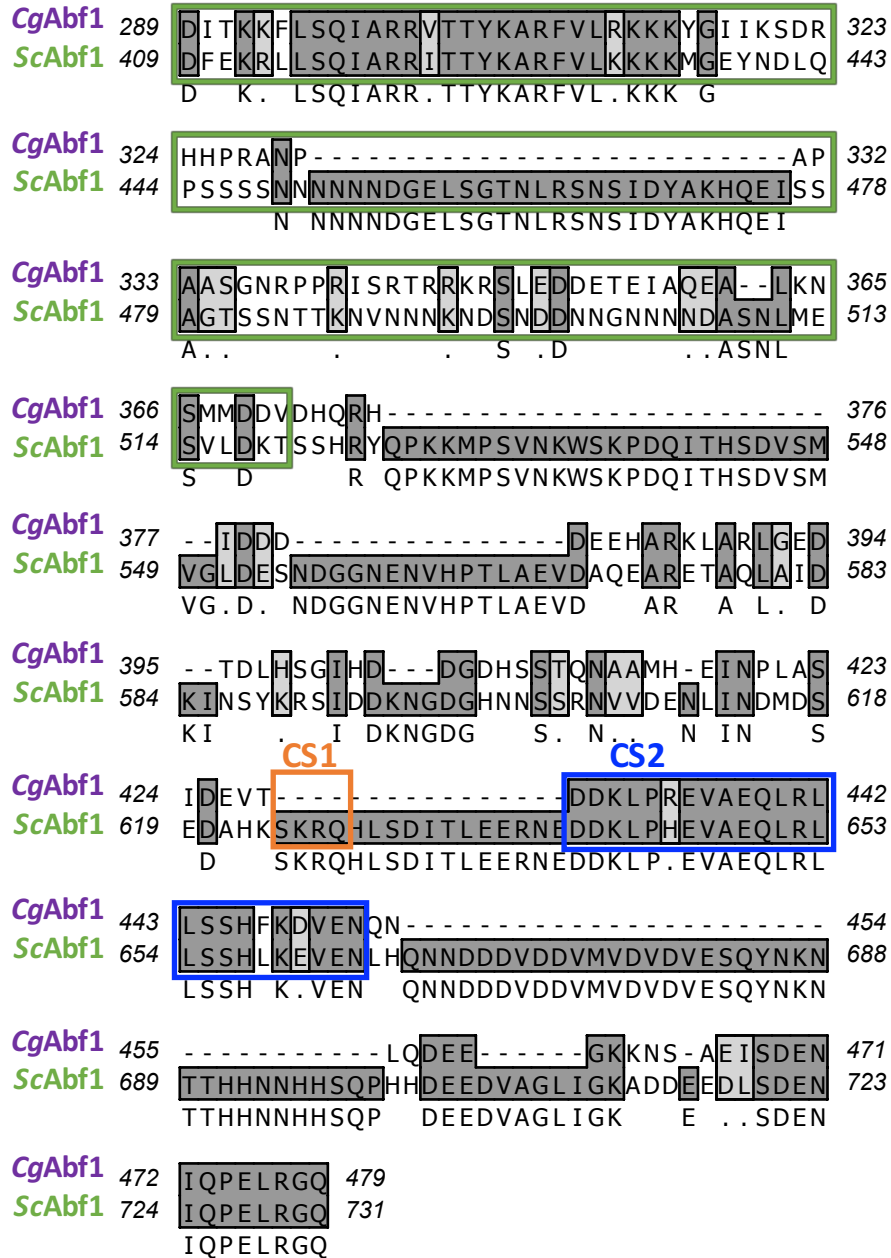 CgAbf1 289 DITKKFLSQIARRVTTYKARFVLRKKKYGIIKSDR 323
ScAbf1 409 DFEKRLLSQIARRITTYKARFVLKKKKMGEYNDLQ 443
D K. LSQIARR.TTYKARFVL.KKK G
CgAbf1 324 HHPRANP--------------------------AP 332
ScAbf1 444 PSSSSNNNNNNDGELSGTNLRSNSIDYAKHQEISS 478
N NNNNDGELSGTNLRSNSIDYAKHQEI
CgAbf1 333 AASGNRPPRISRTRRKRSLEDDETEIAQEA--LKN 365
ScAbf1 479 AGTSSNTTKNVNNNKNDSNDDNNGNNNNDASNLME 513
A.. . . S .D ..ASNL
CgAbf1 366 SMMDDVDHQRH------------------------ 376
ScAbf1 514 SVLDKTSSHRYQPKKMPSVNKWSKPDQITHSDVSM 548
S D R QPKKMPSVNKWSKPDQITHSDVSM
CgAbf1 377 --IDDD---------------DEEHARKLARLGED 394
ScAbf1 549 VGLDESNDGGNENVHPTLAEVDAQEARETAQLAID 583
VG.D. NDGGNENVHPTLAEVD AR A L. D
CgAbf1 395 --TDLHSGIHD---DGDHSSTQNAAMH-EINPLAS 423
ScAbf1 584 KINSYKRSIDDKNGDGHNNSSRNVVDENLINDMDS 618
KI . I DKNGDG S. N.. N IN S
CS1 CS2
CgAbf1 424 IDEVT----------------DDKLPREVAEQLRL 442
ScAbf1 619 EDAHKSKRQHLSDITLEERNEDDKLPHEVAEQLRL 653
D SKRQHLSDITLEERNEDDKLP.EVAEQLRL
CgAbf1 443 LSSHFKDVENQN----------------------- 454
ScAbf1 654 LSSHLKEVENLHQNNDDDVDDVMVDVDVESQYNKN 688
LSSH K.VEN QNNDDDVDDVMVDVDVESQYNKN
CgAbf1 455 -----------LQDEE------GKKNS-AEISDEN 471
ScAbf1 689 TTHHNNHHSQPHHDEEDVAGLIGKADDEEDLSDEN 723
TTHHNNHHSQP DEEDVAGLIGK E ..SDEN
CgAbf1 472 IQPELRGQ 479
ScAbf1 724 IQPELRGQ 731
IQPELRGQ